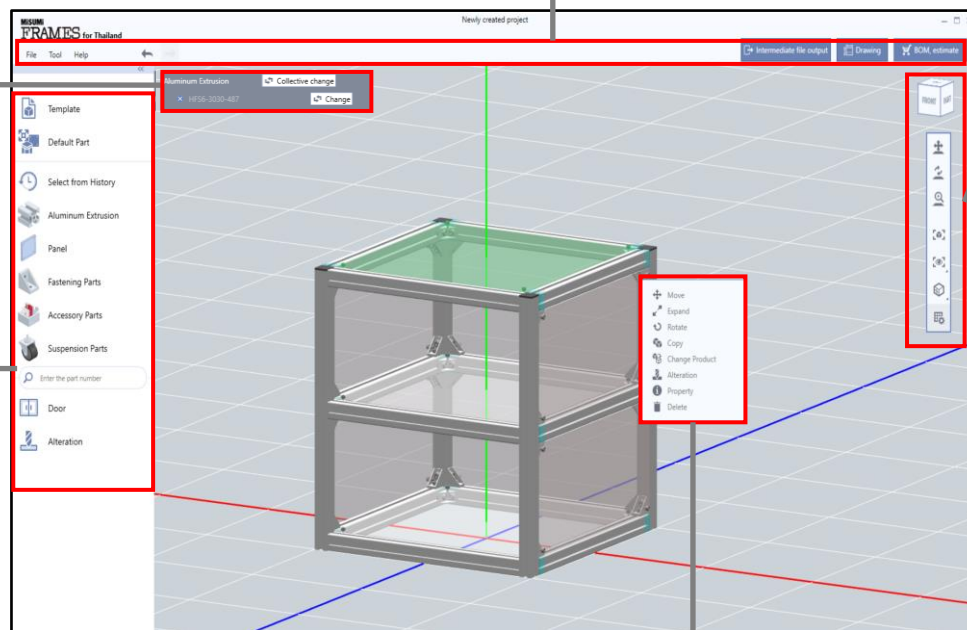 Newly created project
MiSUMi
FRAMES for Thailand
File Tool Help
Intermediate file output
Drawing
BOM, estimate
Aluminum Extrusion
Collective change
HFS6-3030-487
Change
Template
Default Part
Select from History
Aluminum Extrusion
Panel
Fastening Parts
Accessory Parts
Suspension Parts
Enter the part number
Door
Alteration
FRONT
Move
Expand
Rotate
Copy
Change Product
Alteration
Property
Delete